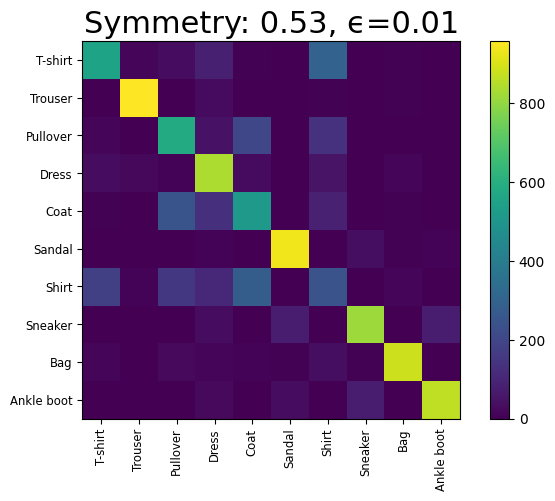 Symmetry: 0.53, ϵ=0.01
T-shirt
Trouser
Pullover
Dress
Coat
Sandal
Shirt
Sneaker
Bag
Ankle boot
T-shirt
Trouser
Pullover
Dress
Coat
Sandal
Shirt
Sneaker
Bag
Ankle boot
800
600
400
200
0